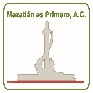 Mazatlán es Primero, A.C.